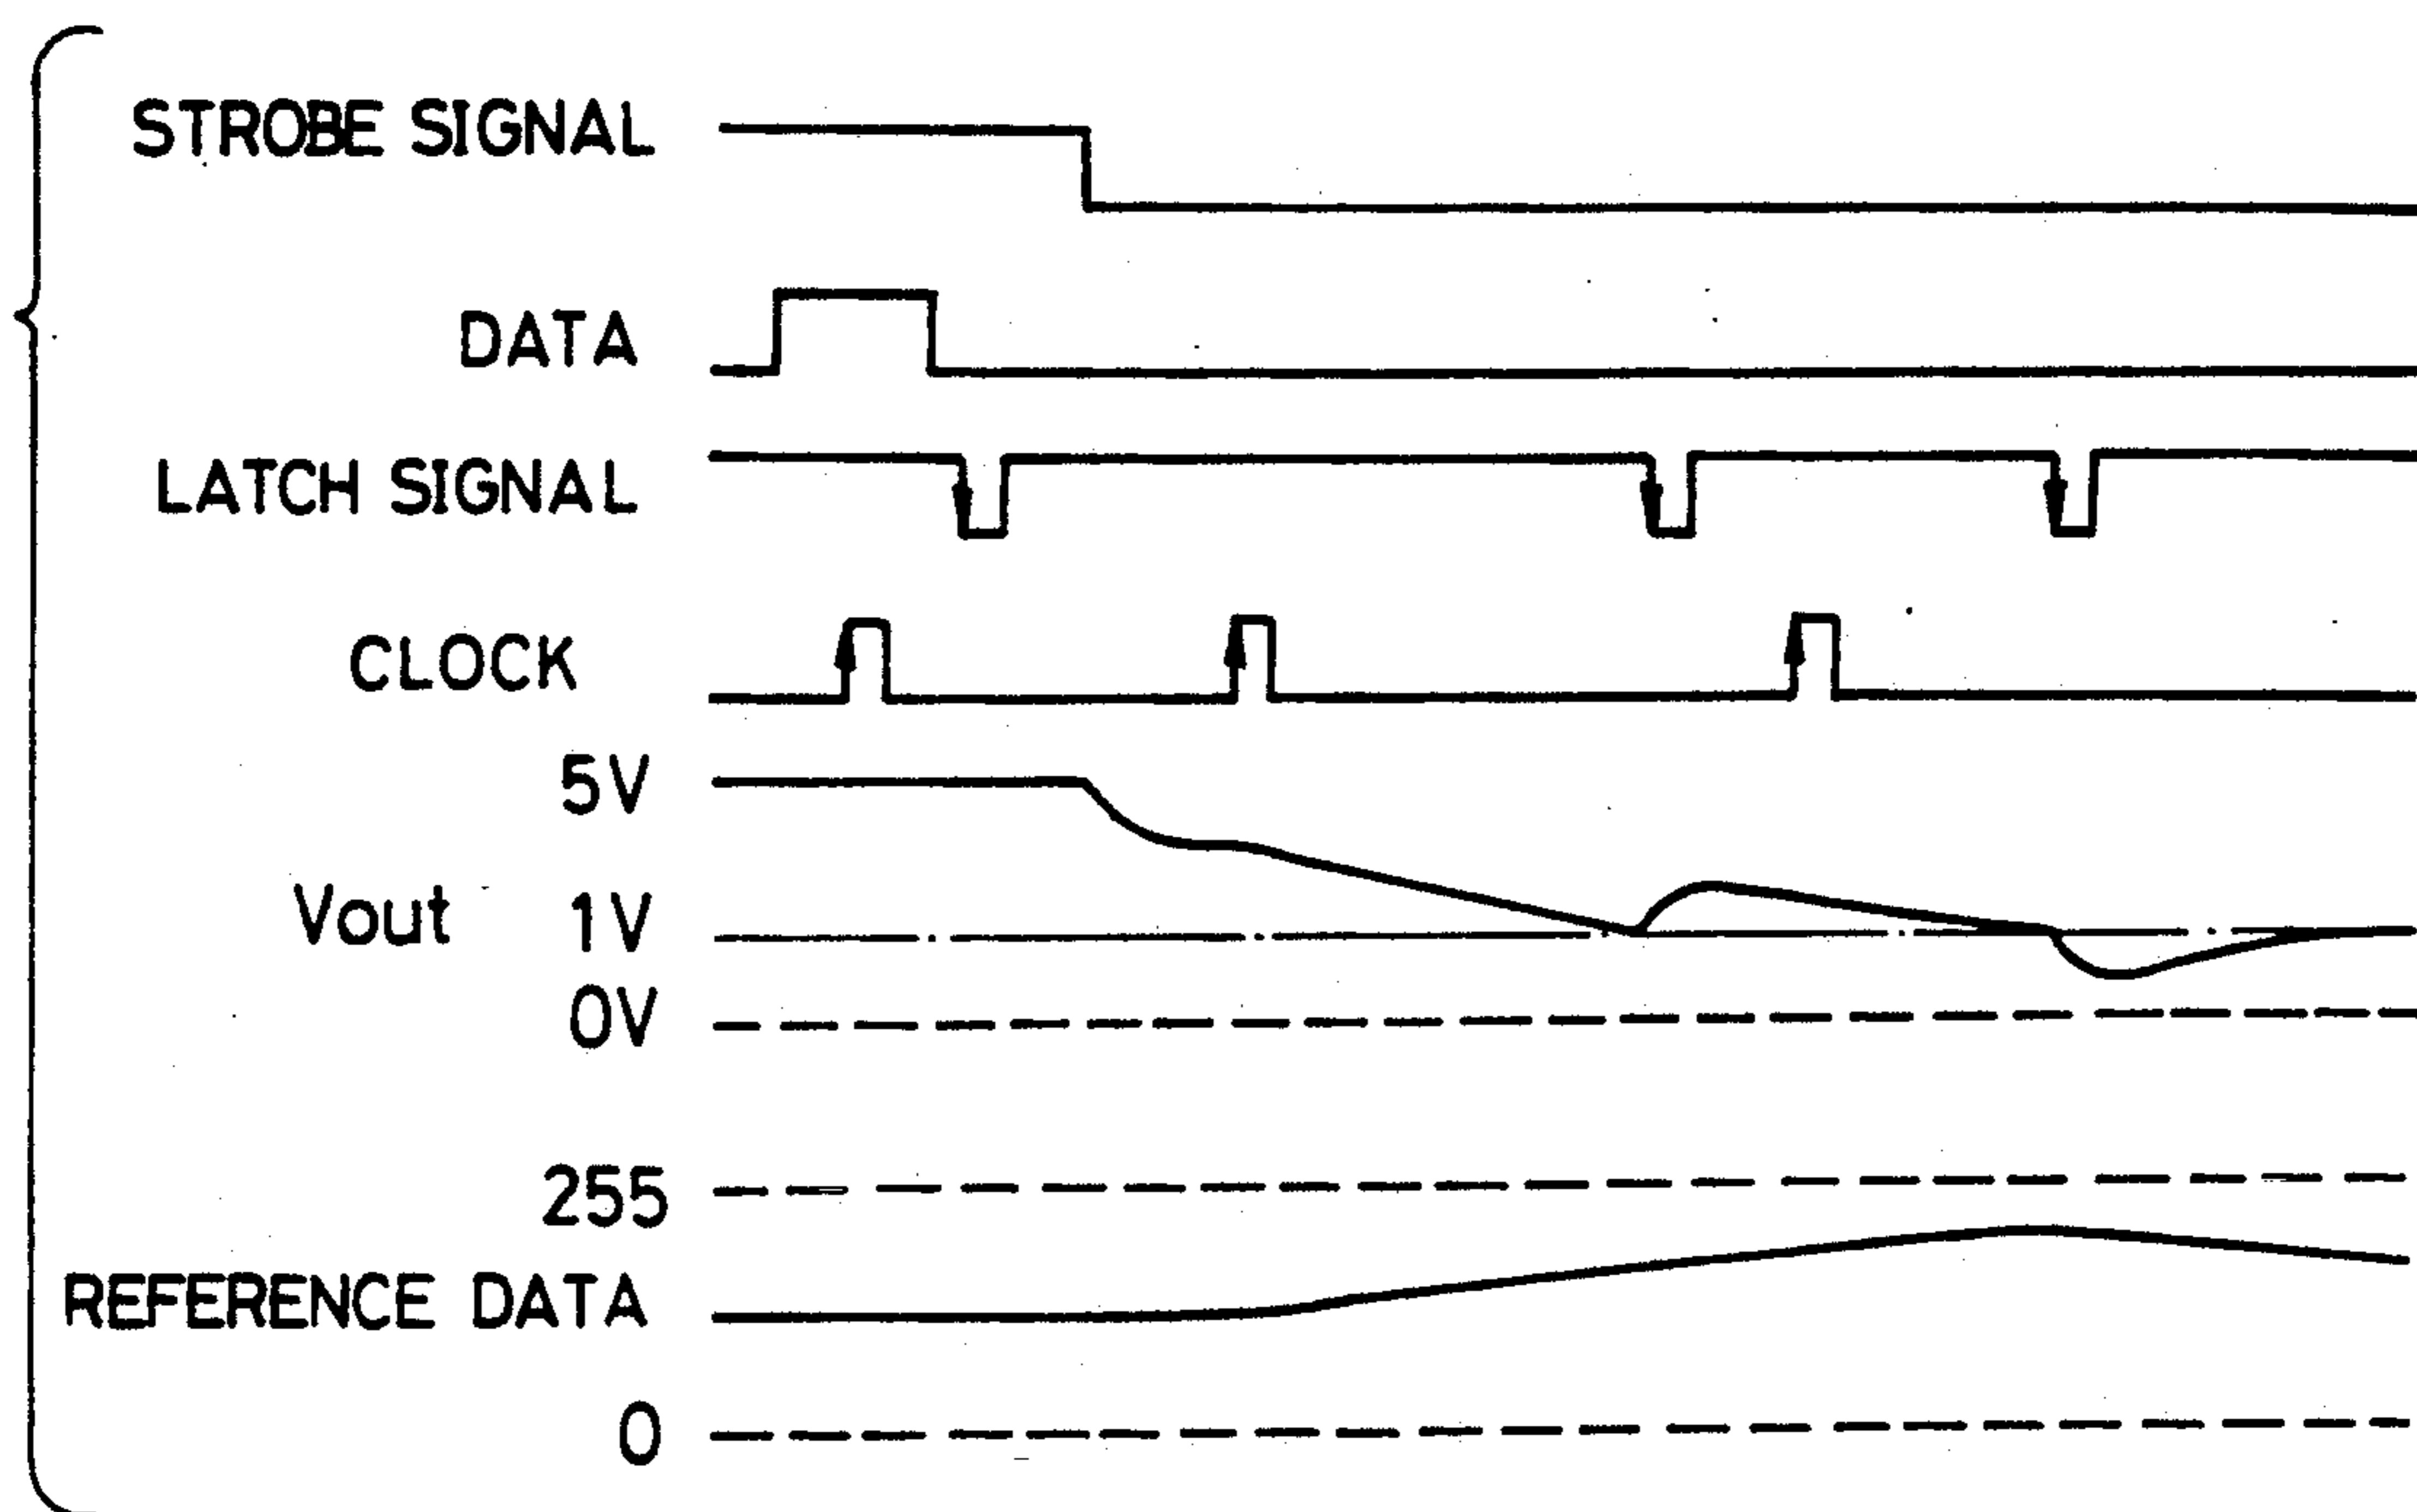 STROBE SIGNAL
DATA
LATCH SIGNAL
CLOCK
5V
Vout 1V
0V
255
REFERENCE DATA
0